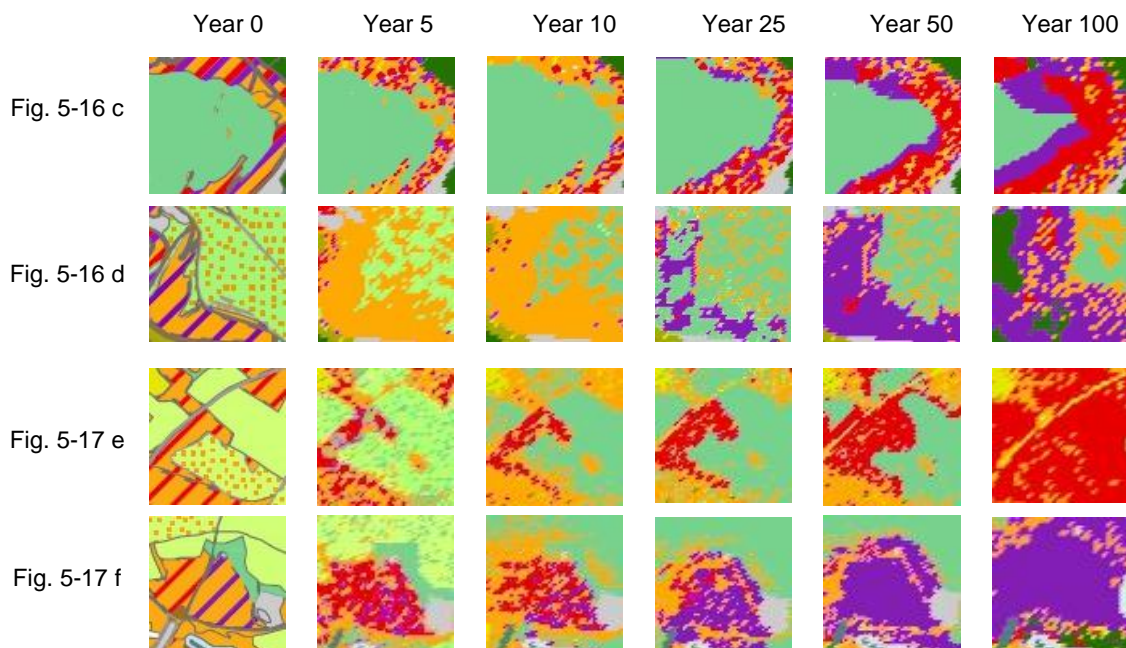 Year 0 Year 5 Year 10 Year 25 Year 50 Year 100
Fig. 5-16 c
Fig. 5-16 d
Fig. 5-17 e
Fig. 5-17 f